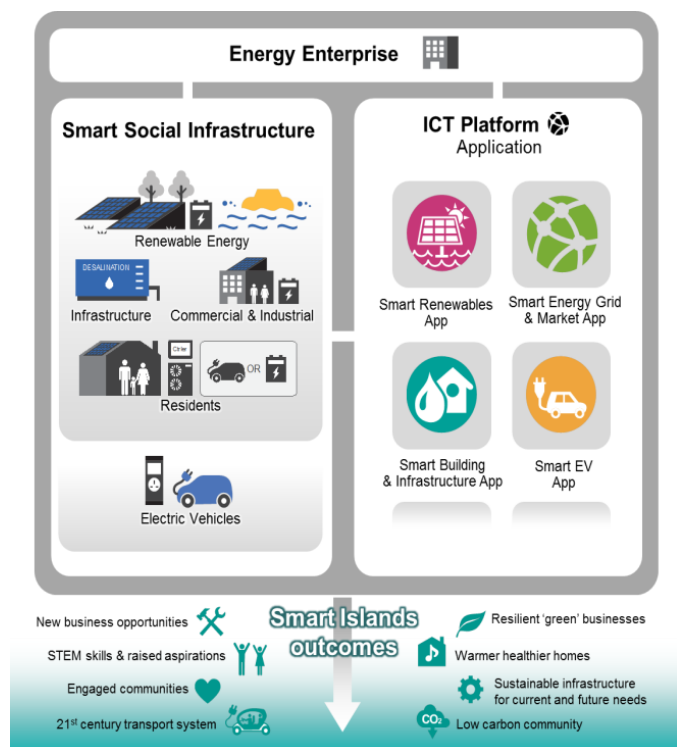 Energy Enterprise
Smart Social Infrastructure
Renewable Energy
DESALINATION
Infrastructure
Commercial & Industrial
OR
Residents
Electric Vehicles
ICT Platform
Application
Smart Renewables
App
Smart Energy Grid
& Market App
Smart Building
& Infrastructure App
Smart EV
App
Smart Islands
outcomes
New business opportunities
STEM skills & raised aspirations
Engaged communities
21st century transport system
Resilient ‘green’ businesses
Warmer healthier homes
Sustainable infrastructure
for current and future needs
CO2
Low carbon community